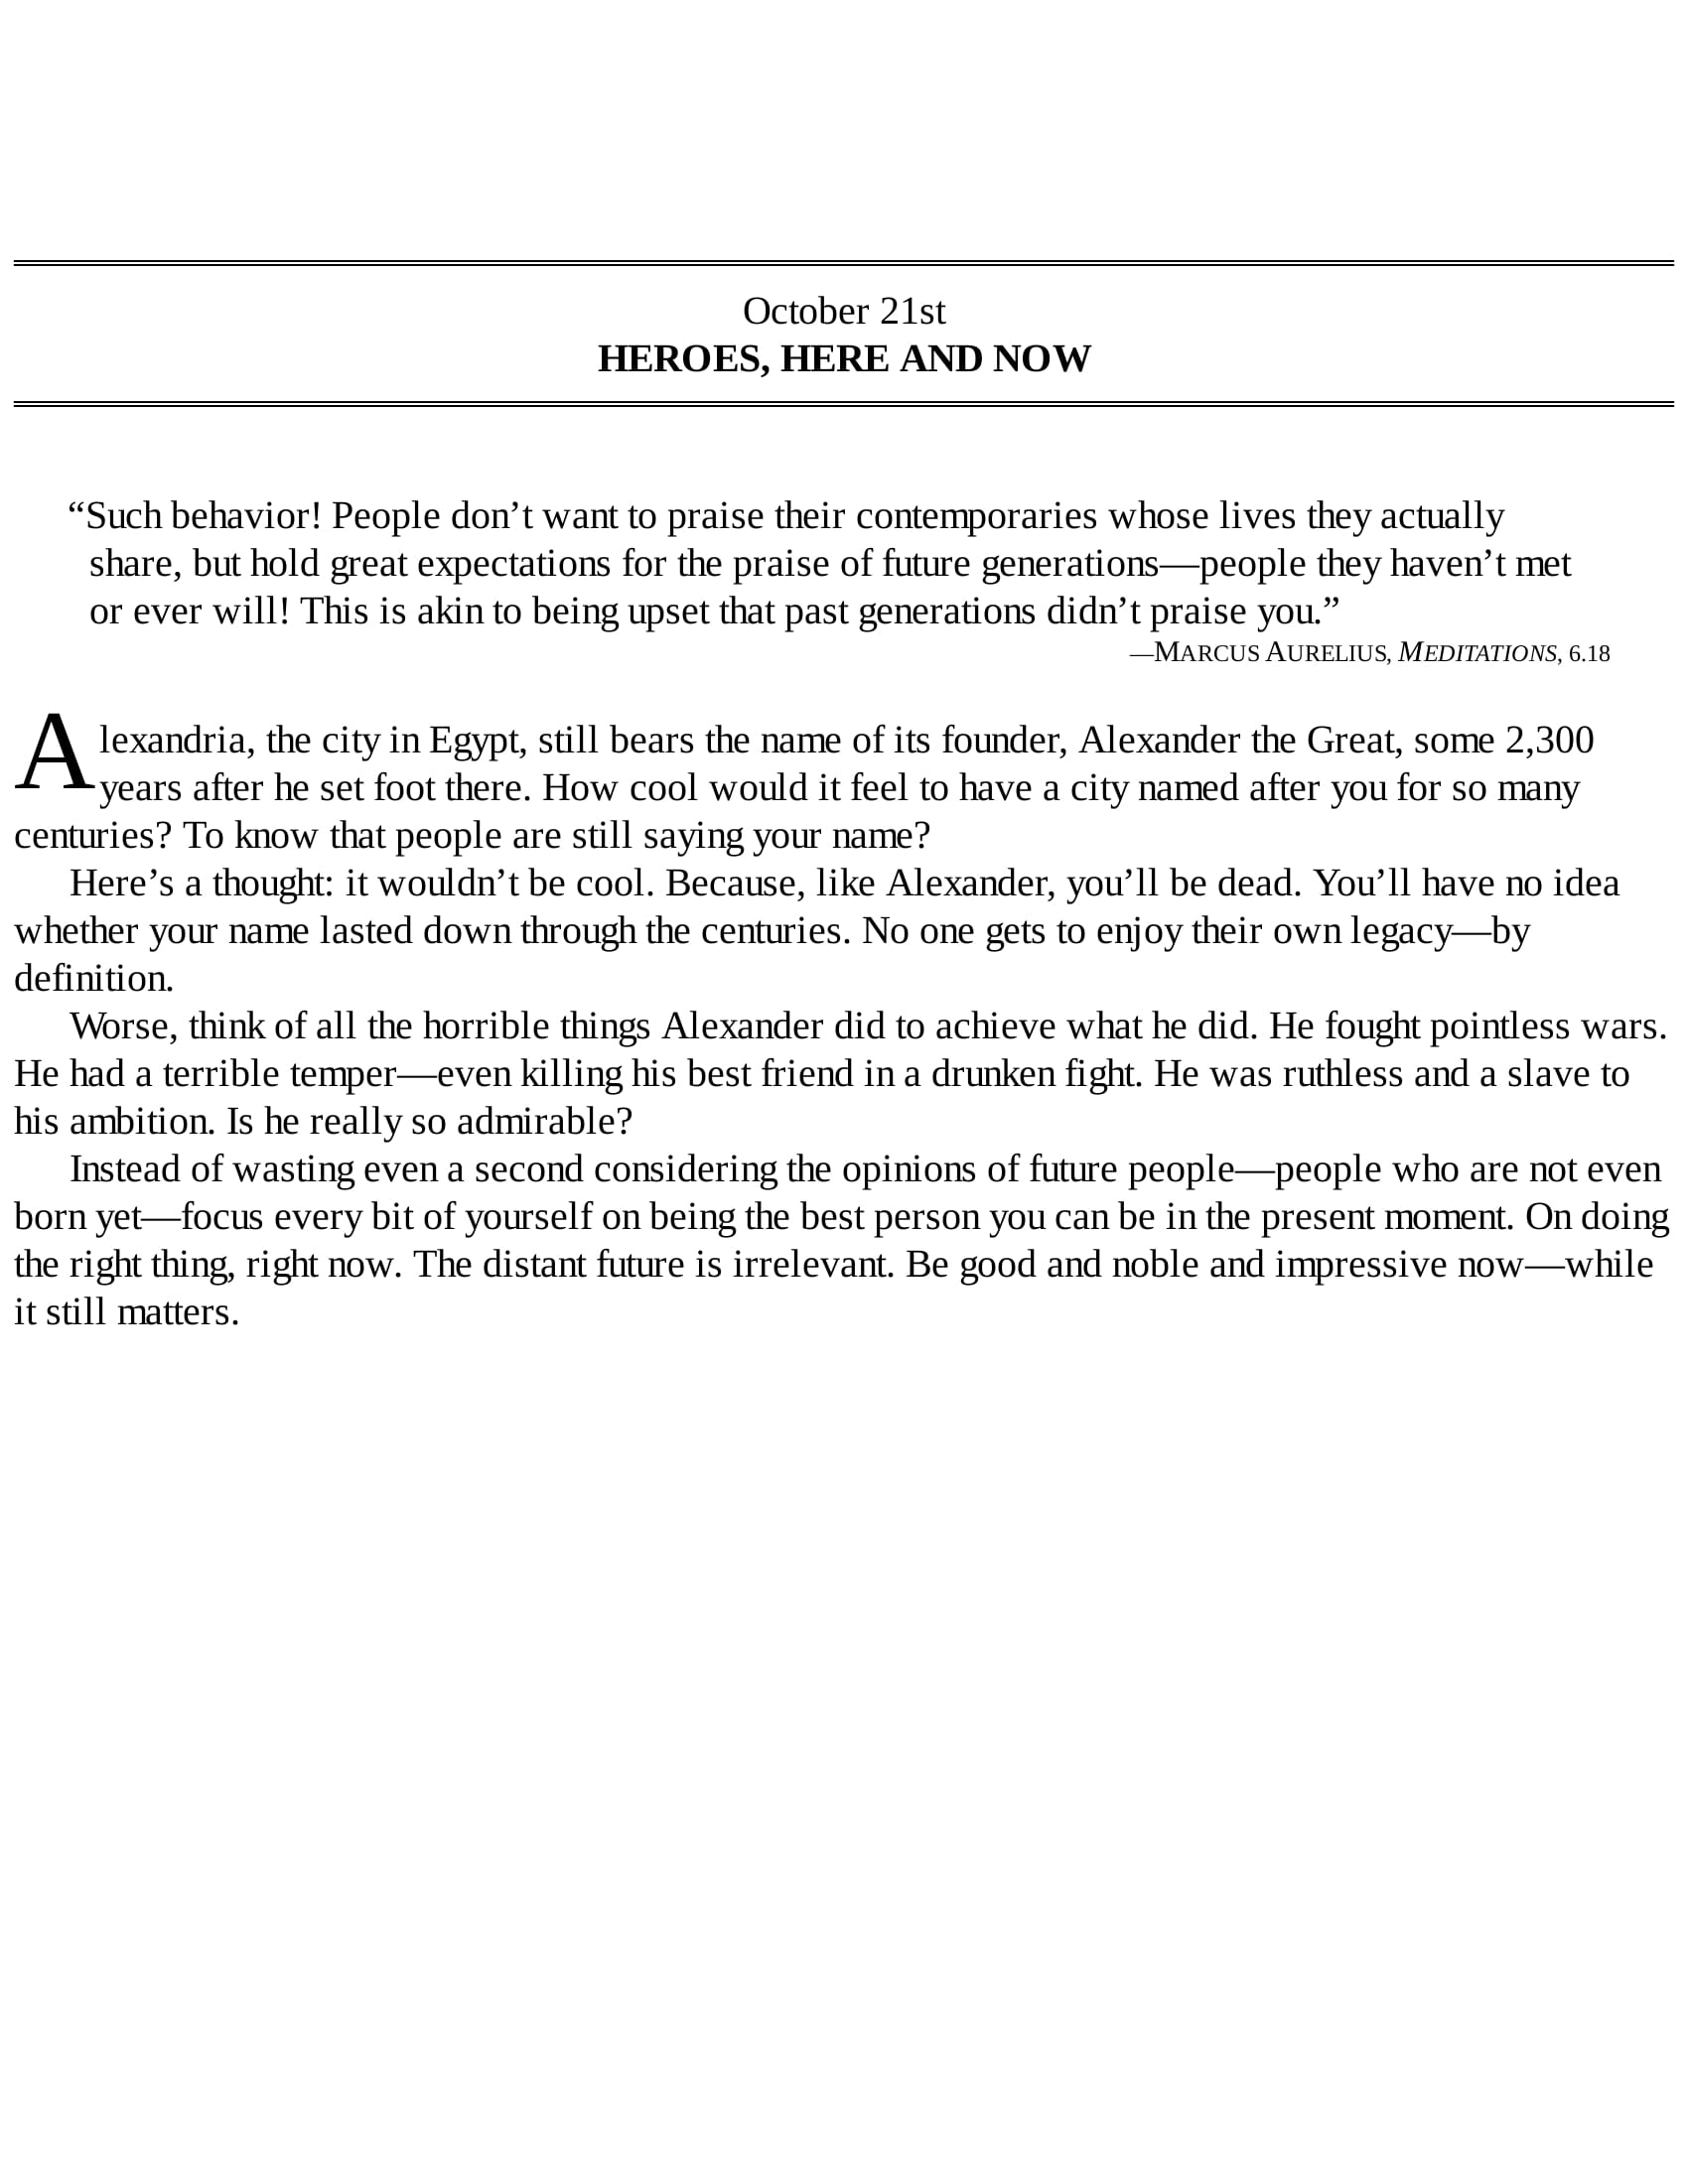 October 21st
HEROES, HERE AND NOW
“Such behavior! People don’t want to praise their contemporaries whose lives they actually
share, but hold great expectations for the praise of future generations—people they haven’t met
or ever will! This is akin to being upset that past generations didn’t praise you.”
—MARCUS AURELIUS, MEDITATIONS, 6.18
Alexandria, the city in Egypt, still bears the name of its founder, Alexander the Great, some 2,300
years after he set foot there. How cool would it feel to have a city named after you for so many
centuries? To know that people are still saying your name?
Here’s a thought: it wouldn’t be cool. Because, like Alexander, you’ll be dead. You’ll have no idea
whether your name lasted down through the centuries. No one gets to enjoy their own legacy—by
definition.
Worse, think of all the horrible things Alexander did to achieve what he did. He fought pointless wars.
He had a terrible temper—even killing his best friend in a drunken fight. He was ruthless and a slave to
his ambition. Is he really so admirable?
Instead of wasting even a second considering the opinions of future people—people who are not even
born yet—focus every bit of yourself on being the best person you can be in the present moment. On doing
the right thing, right now. The distant future is irrelevant. Be good and noble and impressive now—while
it still matters.